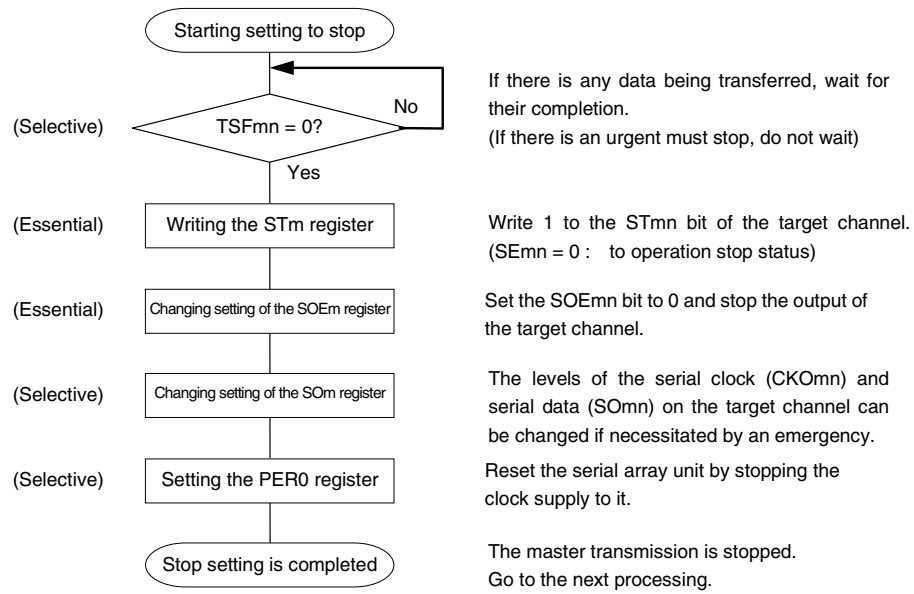 Starting setting to stop
No
(Selective)
TSFmn = 0?
If there is any data being transferred, wait for
their completion.
(If there is an urgent must stop, do not wait)
Yes
(Essential)
Writing the STm register
Write 1 to the STmn bit of the target channel.
(SEmn = 0 : to operation stop status)
(Essential)
Changing setting of the SOEm register
Set the SOEmn bit to 0 and stop the output of
the target channel.
(Selective)
Changing setting of the SOm register
The levels of the serial clock (CKOmn) and
serial data (SOmn) on the target channel can
be changed if necessitated by an emergency.
(Selective)
Setting the PER0 register
Reset the serial array unit by stopping the
clock supply to it.
Stop setting is completed
The master transmission is stopped.
Go to the next processing.